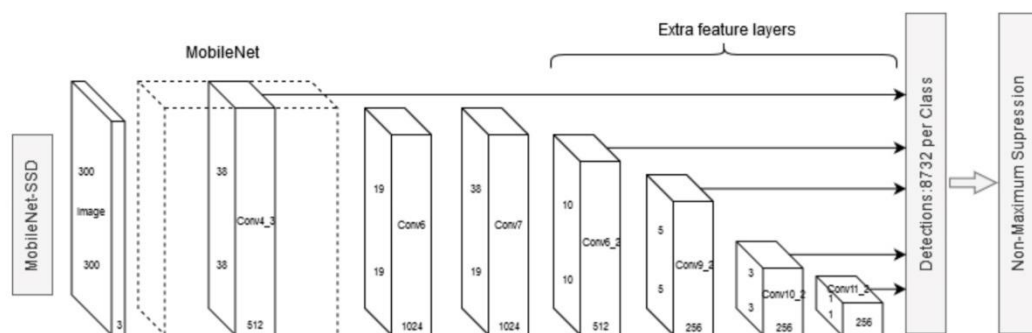 Extra feature layers
MobileNet
MobileNet-SSD
300
Image
300
3
38
Conv4_3
38
512
19
Conv6
19
1024
38
Conv7
19
1024
10
Conv6_2
10
512
5
Conv9_2
5
256
3
Conv10_2
3
256
Conv11_2
1
1
256
Detections:8732 per Class
Non-Maximum Supression